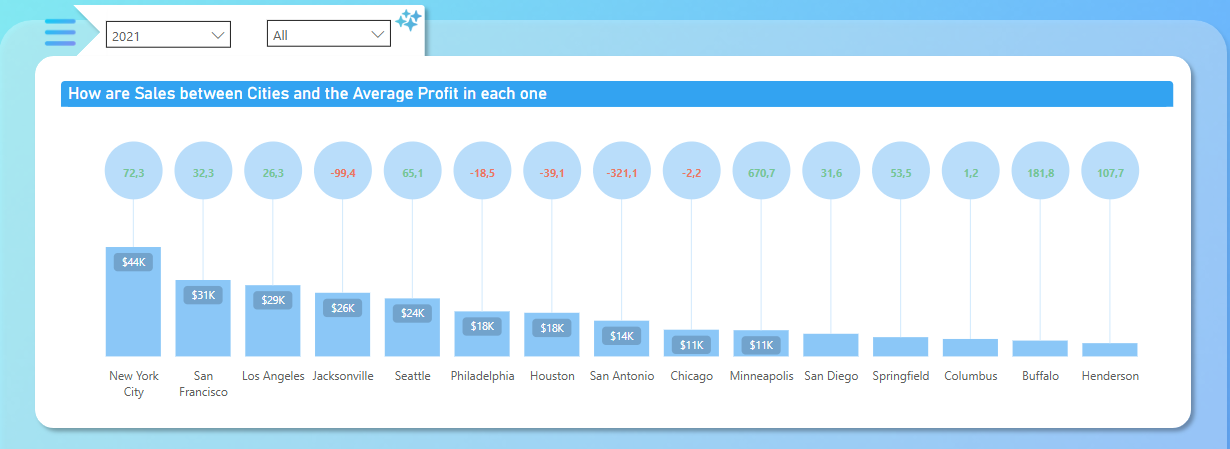 2021
All
How are Sales between Cities and the Average Profit in each one
72,3 32,3 26,3 -99,4 65,1 -18,5 -39,1 -321,1 -2,2 670,7 31,6 53,5 1,2 181,8 107,7
$44K $31K $29K $26K $24K $18K $18K $14K $11K $11K
New York City San Francisco Los Angeles Jacksonville Seattle Philadelphia Houston San Antonio Chicago Minneapolis San Diego Springfield Columbus Buffalo Henderson